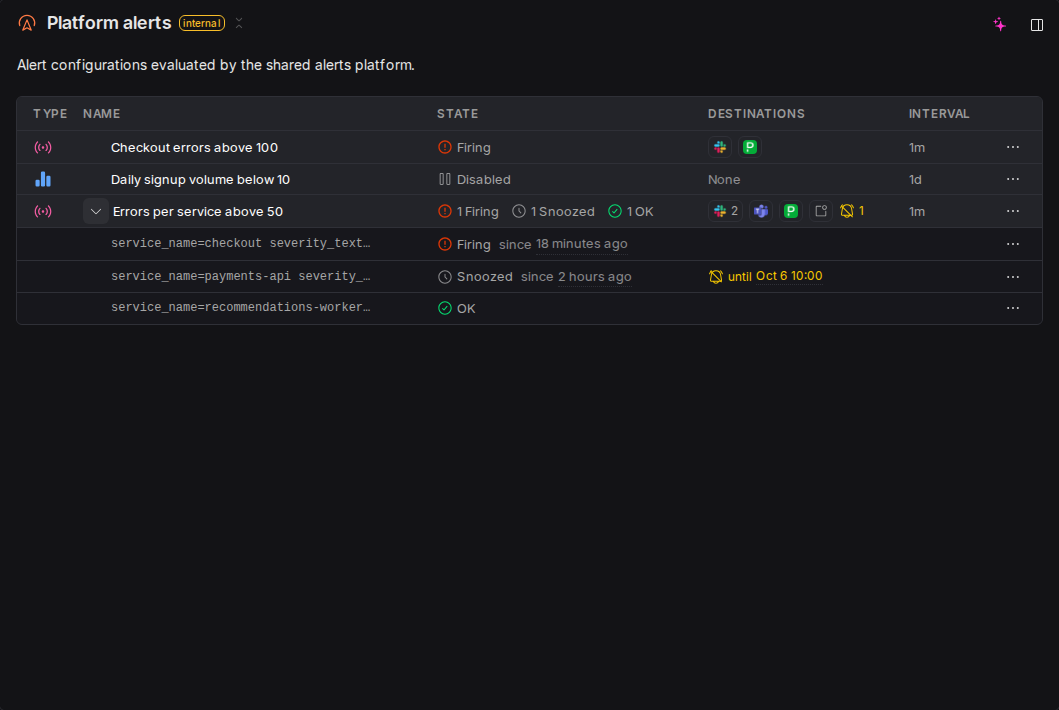 Platform alerts internal
Alert configurations evaluated by the shared alerts platform.
TYPE NAME STATE DESTINATIONS INTERVAL
Checkout errors above 100 Firing P 1m ...
Daily signup volume below 10 Disabled None 1d ...
Errors per service above 50 1 Firing 1 Snoozed 1 OK 2 P 1 1m ...
service_name=checkout severity_text… Firing since 18 minutes ago ...
service_name=payments-api severity_… Snoozed since 2 hours ago until Oct 6 10:00 ...
service_name=recommendations-worker… OK ...